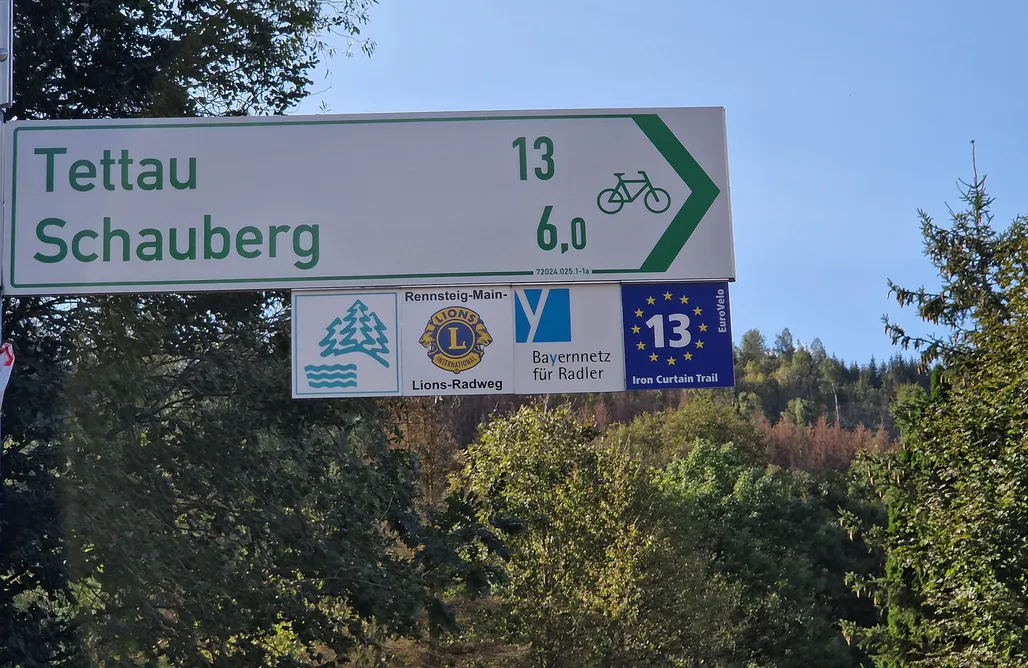 Tettau 13
Schauberg 6,0
72024.025.1-1a
Rennsteig-Main-
LIONS
L
INTERNATIONAL
Lions-Radweg
y
Bayernnetz
für Radler
13
EuroVelo
Iron Curtain Trail